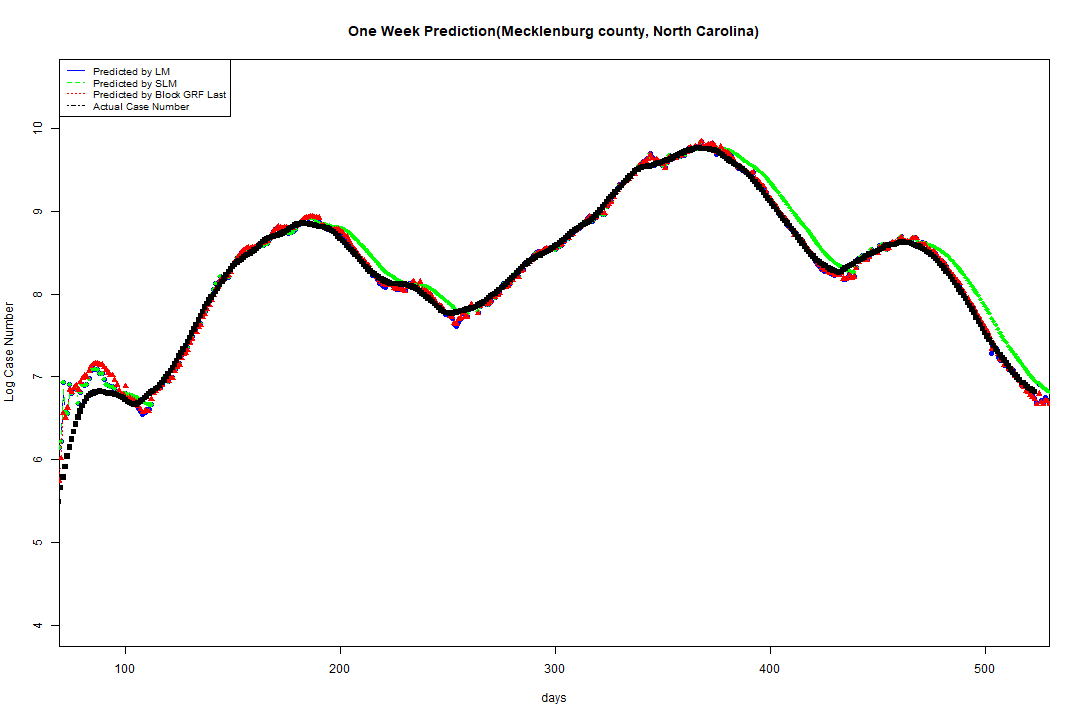 One Week Prediction(Mecklenburg county, North Carolina)
Predicted by LM
Predicted by SLM
Predicted by Block GRF Last
Actual Case Number
Log Case Number
10
9
8
7
6
5
4
100 200 300 400 500
days